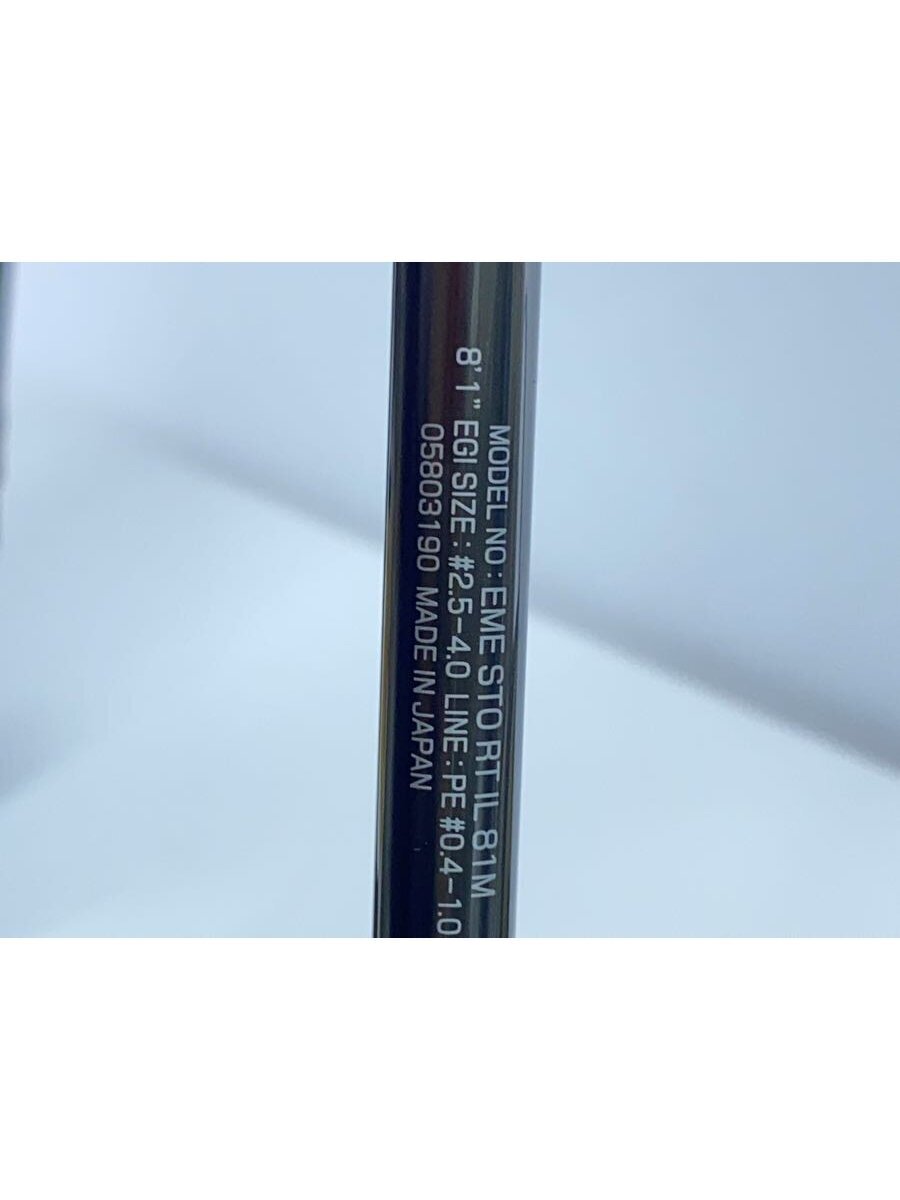 MODEL NO : EME STO RT IL 81M
8'1" EGI SIZE : #2.5-4.0 LINE : PE #0.4-1.0
05803190 MADE IN JAPAN